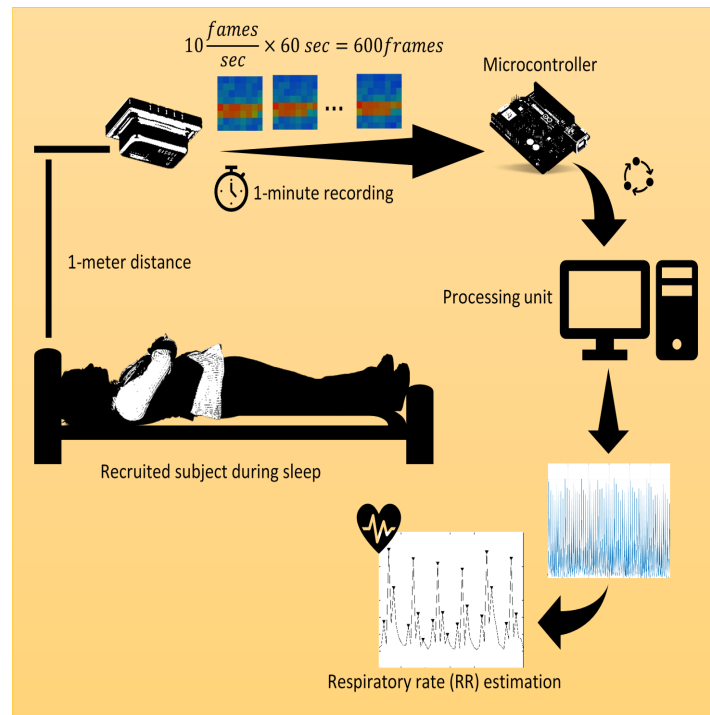 10 fames/sec × 60 sec = 600frames
Microcontroller
1-minute recording
1-meter distance
Processing unit
Recruited subject during sleep
Respiratory rate (RR) estimation